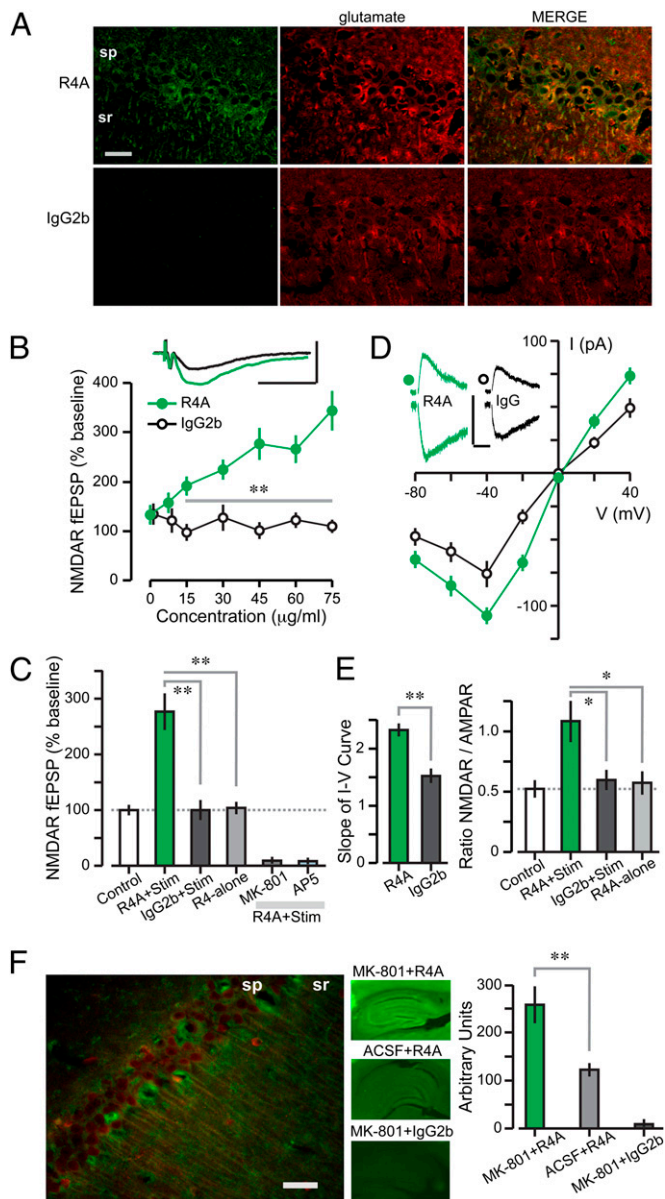 A
glutamate
MERGE
R4A
sp
sr
IgG2b
B
NMDAR fEPSP (% baseline)
400
300
200
100
0
R4A
IgG2b
**
0 15 30 45 60 75
Concentration (µg/ml)
D
100
I (pA)
R4A
IgG
-80 -40 40
V (mV)
-100
C
NMDAR fEPSP (% baseline)
300
200
100
0
**
**
Control
R4A+Stim
IgG2b+Stim
R4-alone
MK-801
AP5
R4A+Stim
E
Slope of I-V Curve
2
1
0
**
R4A
IgG2b
Ratio NMDAR / AMPAR
1.0
0.5
0
*
*
Control
R4A+Stim
IgG2b+Stim
R4A-alone
F
sp
sr
MK-801+R4A
ACSF+R4A
MK-801+IgG2b
Arbitrary Units
300
200
100
0
**
MK-801+R4A
ACSF+R4A
MK-801+IgG2b